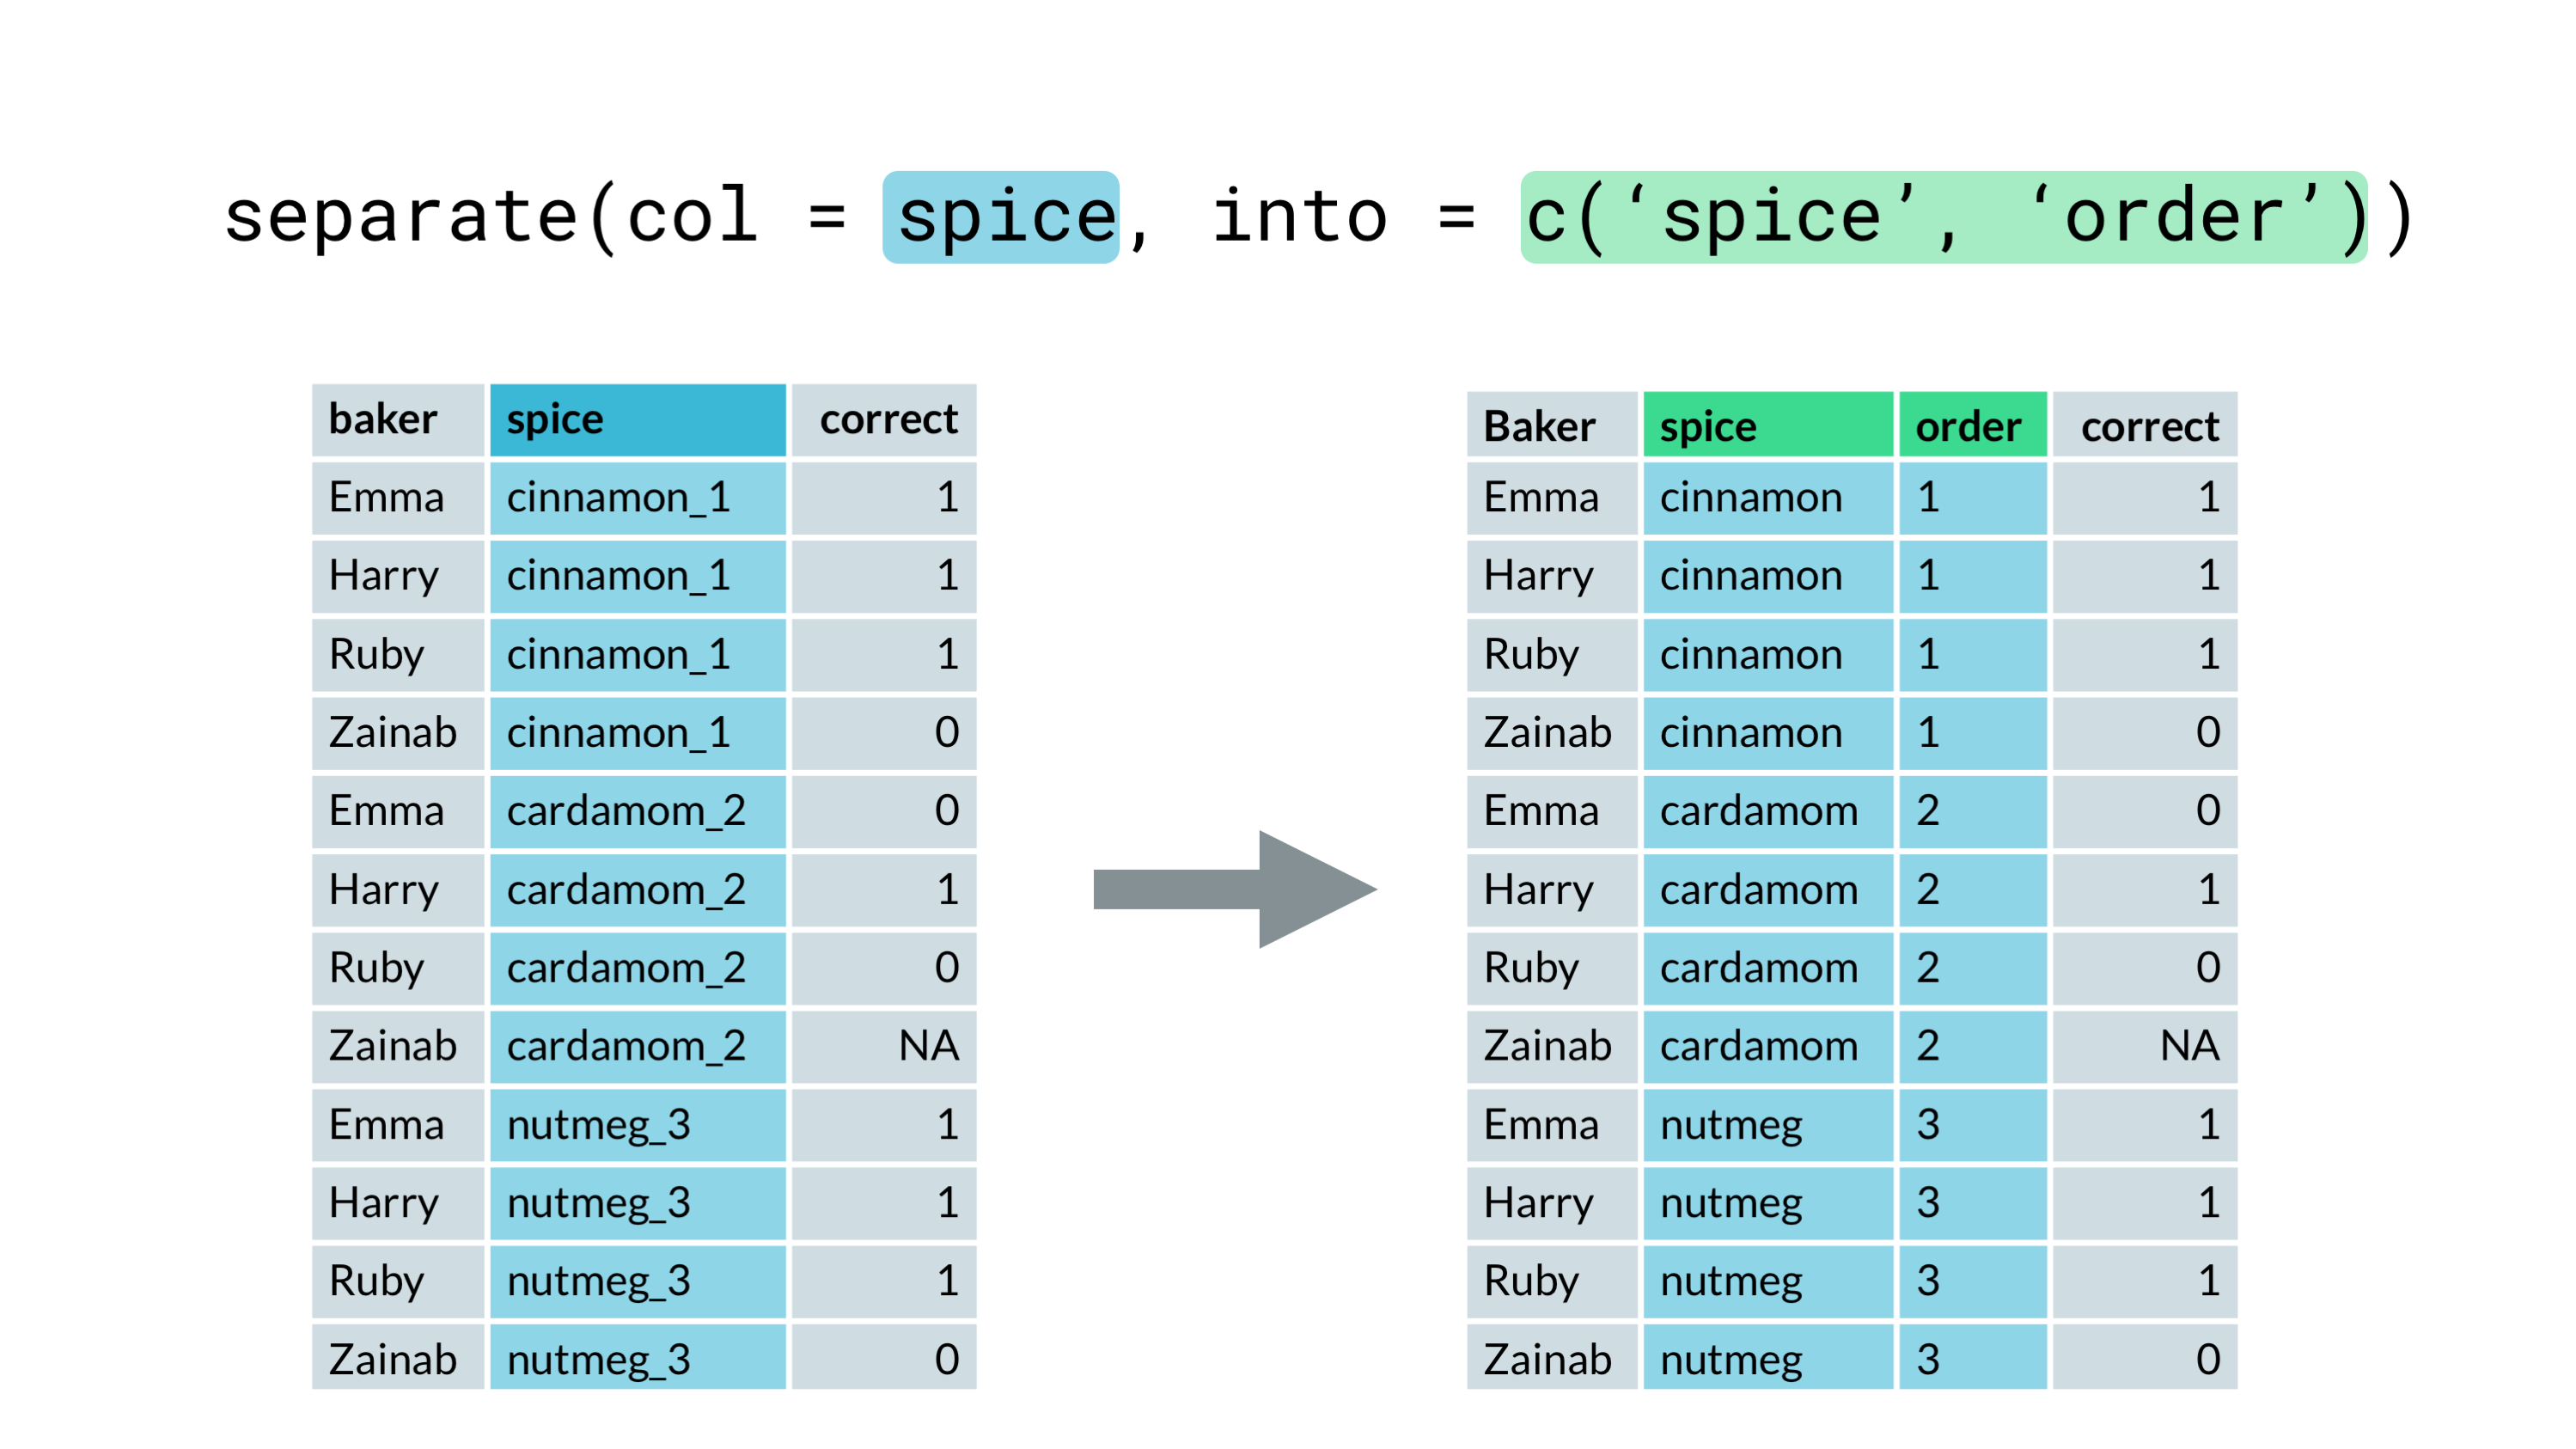 separate(col = spice, into = c(‘spice’, ‘order’))
baker spice correct
Emma cinnamon_1 1
Harry cinnamon_1 1
Ruby cinnamon_1 1
Zainab cinnamon_1 0
Emma cardamom_2 0
Harry cardamom_2 1
Ruby cardamom_2 0
Zainab cardamom_2 NA
Emma nutmeg_3 1
Harry nutmeg_3 1
Ruby nutmeg_3 1
Zainab nutmeg_3 0
Baker spice order correct
Emma cinnamon 1 1
Harry cinnamon 1 1
Ruby cinnamon 1 1
Zainab cinnamon 1 0
Emma cardamom 2 0
Harry cardamom 2 1
Ruby cardamom 2 0
Zainab cardamom 2 NA
Emma nutmeg 3 1
Harry nutmeg 3 1
Ruby nutmeg 3 1
Zainab nutmeg 3 0